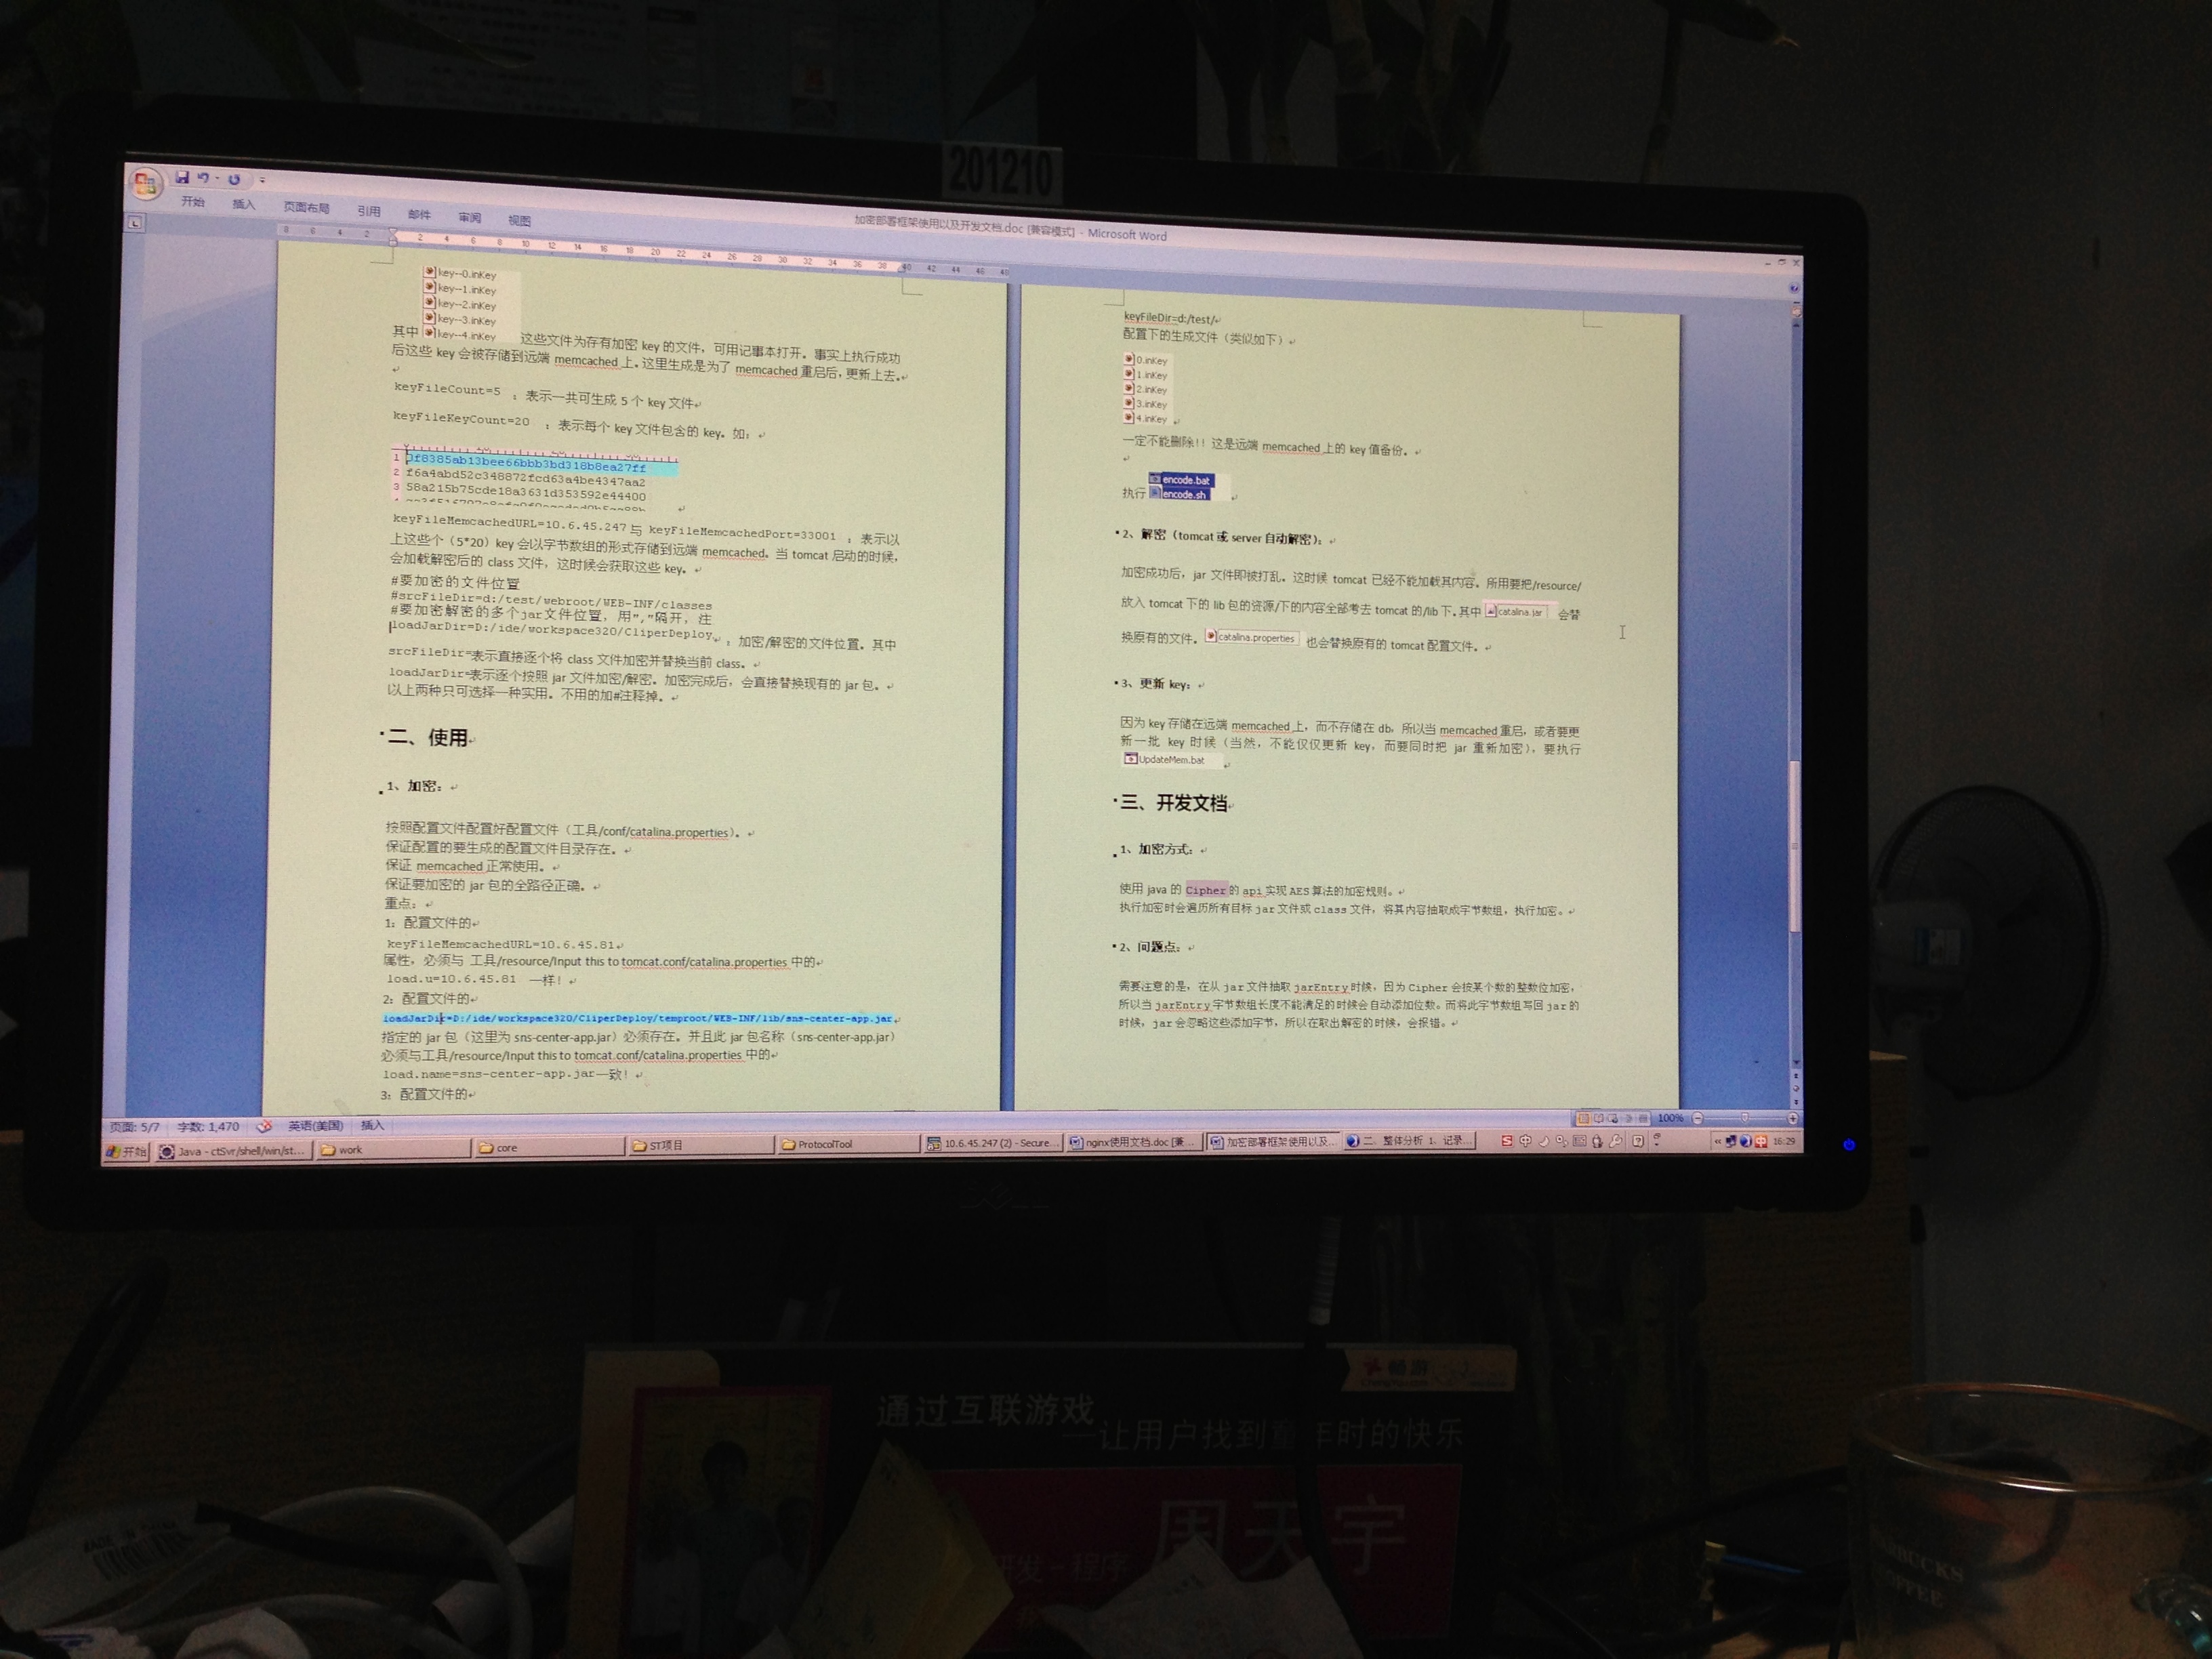 201210
加密部署框架使用以及开发文档.doc [兼容模式] - Microsoft Word
开始 插入 页面布局 引用 邮件 审阅 视图
8 6 4 2 2 4 6 8 10 12 14 16 18 20 22 24 26 28 30 32 34 36 38 40 42 44 46 48
key--0.inKey
key--1.inKey
key--2.inKey
key--3.inKey
其中 key--4.inKey 这些文件为存有加密 key 的文件，可用记事本打开。事实上执行成功
后这些 key 会被存储到远端 memcached 上。这里生成是为了 memcached 重启后，更新上去。
keyFileCount=5 ：表示一共可生成 5 个 key 文件
keyFileKeyCount=20 ：表示每个 key 文件包含的 key。如：
1 3f8385ab13bee66bbb3bd318b8ea27ff
2 f6a4abd52c348872fcd63a4be4347aa2
3 58a215b75cde18a3631d353592e44400
keyFileMemcachedURL=10.6.45.247 与 keyFileMemcachedPort=33001 ：表示以
上这些个（5*20）key 会以字节数组的形式存储到远端 memcached。当 tomcat 启动的时候，
会加载解密后的 class 文件，这时候会获取这些 key。
#要加密的文件位置
#srcFileDir=d:/test/webroot/WEB-INF/classes
#要加密解密的多个jar文件位置，用”,”隔开，注
loadJarDir=D:/ide/workspace320/CliperDeploy ：加密/解密的文件位置。其中
srcFileDir=表示直接逐个将 class 文件加密并替换当前 class。
loadJarDir=表示逐个按照 jar 文件加密/解密。加密完成后，会直接替换现有的 jar 包。
以上两种只可选择一种实用。不用的加#注释掉。
二、使用
1、加密：
按照配置文件配置好配置文件（工具/conf/catalina.properties）。
保证配置的要生成的配置文件目录存在。
保证 memcached 正常使用。
保证要加密的 jar 包的全路径正确。
重点：
1：配置文件的
keyFileMemcachedURL=10.6.45.81
属性，必须与 工具/resource/Input this to tomcat.conf/catalina.properties 中的
load.u=10.6.45.81 一样！
2：配置文件的
loadJarDir=D:/ide/workspace320/CliperDeploy/temproot/WEB-INF/lib/sns-center-app.jar
指定的 jar 包（这里为 sns-center-app.jar）必须存在。并且此 jar 包名称（sns-center-app.jar）
必须与工具/resource/Input this to tomcat.conf/catalina.properties 中的
load.name=sns-center-app.jar一致！
3：配置文件的
keyFileDir=d:/test/
配置下的生成文件（类似如下）
0.inKey
1.inKey
2.inKey
3.inKey
4.inKey
一定不能删除!! 这是远端 memcached 上的 key 值备份。
encode.bat
执行 encode.sh
2、解密（tomcat 或 server 自动解密）：
加密成功后，jar 文件即被打乱。这时候 tomcat 已经不能加载其内容。所用要把/resource/
放入 tomcat 下的 lib 包的资源/下的内容全部考去 tomcat 的/lib 下。其中 catalina.jar 会替
换原有的文件。 catalina.properties 也会替换原有的 tomcat 配置文件。
3、更新 key：
因为 key 存储在远端 memcached 上，而不存储在 db，所以当 memcached 重启，或者要更
新一批 key 时候（当然，不能仅仅更新 key，而要同时把 jar 重新加密），要执行
UpdateMem.bat
三、开发文档
1、加密方式：
使用 java 的 Cipher 的 api 实现 AES 算法的加密规则。
执行加密时会遍历所有目标 jar 文件或 class 文件，将其内容抽取成字节数组，执行加密。
2、问题点：
需要注意的是，在从 jar 文件抽取 jarEntry 时候，因为 Cipher 会按某个数的整数位加密，
所以当 jarEntry 字节数组长度不能满足的时候会自动添加位数。而将此字节数组写回 jar 的
时候，jar 会忽略这些添加字节，所以在取出解密的时候，会报错。
页面: 5/7 字数: 1,470 英语(美国) 插入 100%
开始 Java - ctSvr/shell/win/st... work core ST项目 ProtocolTool 10.6.45.247 (2) - Secure... nginx使用文档.doc [兼... 加密部署框架使用以及... 二、整体分析 1、记录... 16:29
DELL
畅游
通过互联游戏
一让用户找到童年时的快乐
周天宇
研发-程序